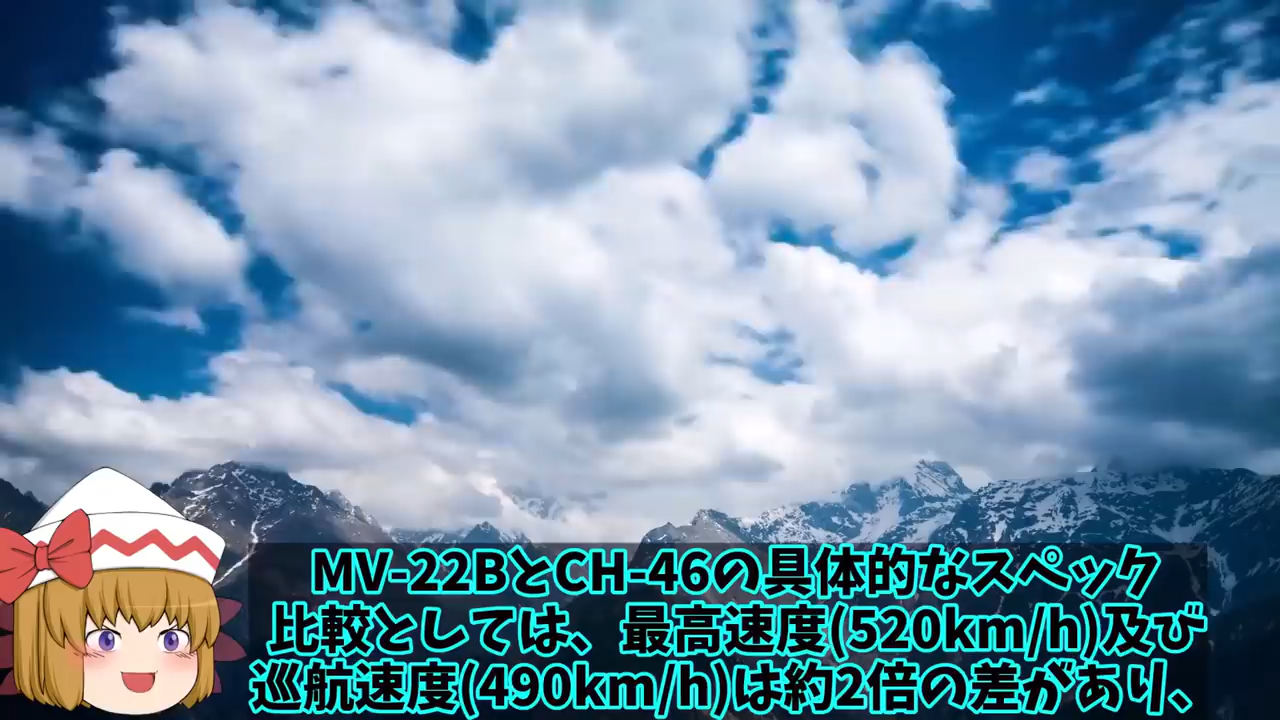 MV-22BとCH-46の具体的なスペック
比較としては、最高速度(520km/h)及び
巡航速度(490km/h)は約2倍の差があり、